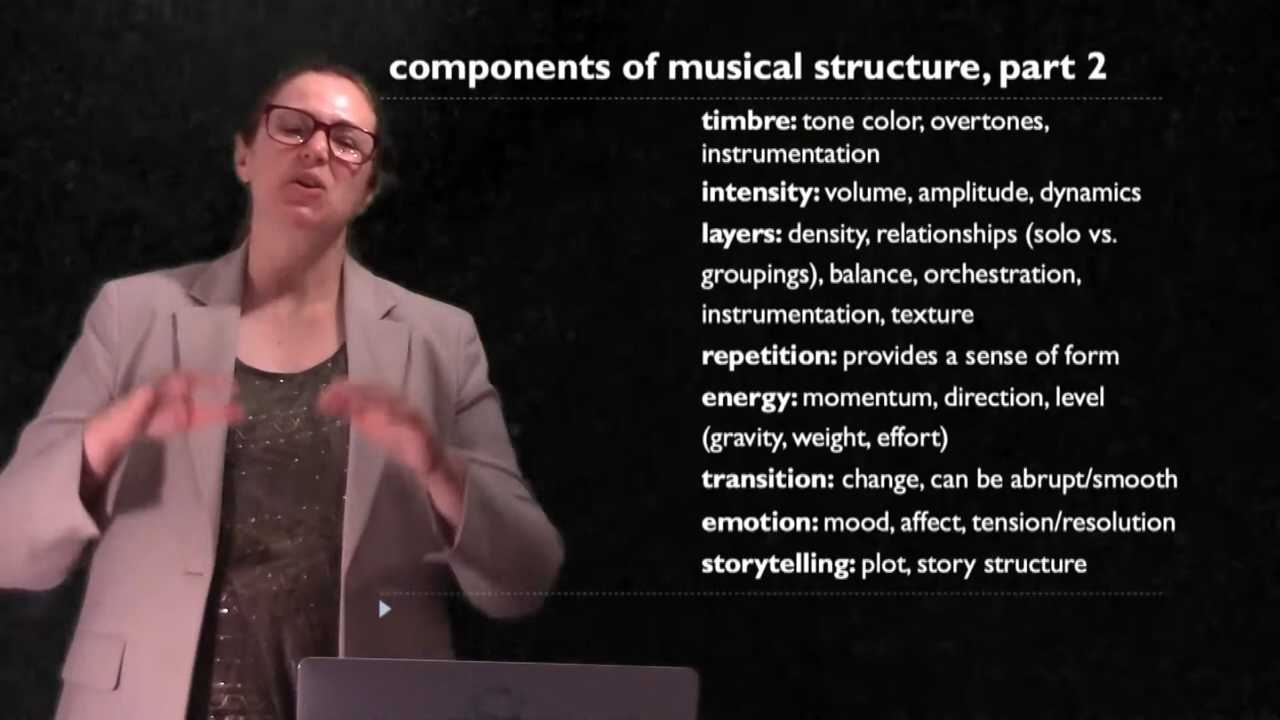 components of musical structure, part 2
timbre: tone color, overtones,
instrumentation
intensity: volume, amplitude, dynamics
layers: density, relationships (solo vs.
groupings), balance, orchestration,
instrumentation, texture
repetition: provides a sense of form
energy: momentum, direction, level
(gravity, weight, effort)
transition: change, can be abrupt/smooth
emotion: mood, affect, tension/resolution
storytelling: plot, story structure